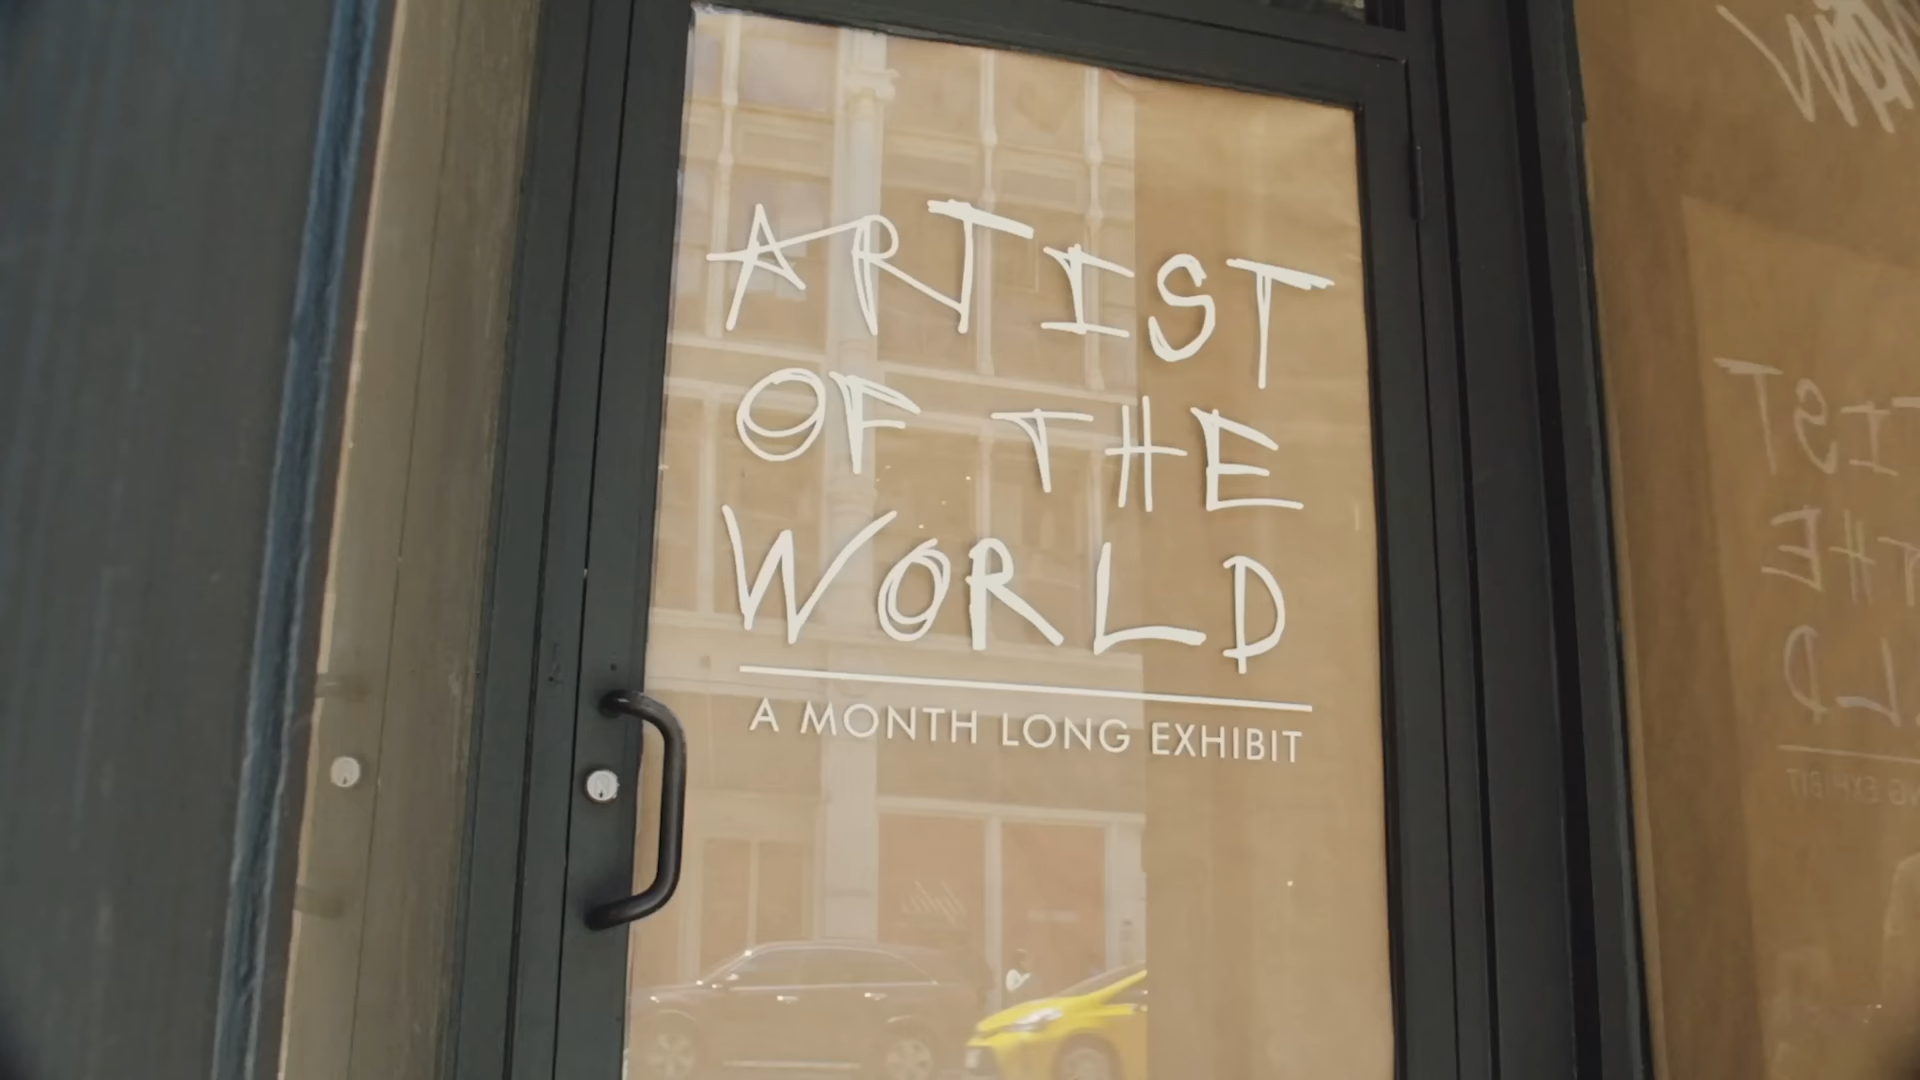 ARTIST
OF THE
WORLD
A MONTH LONG EXHIBIT